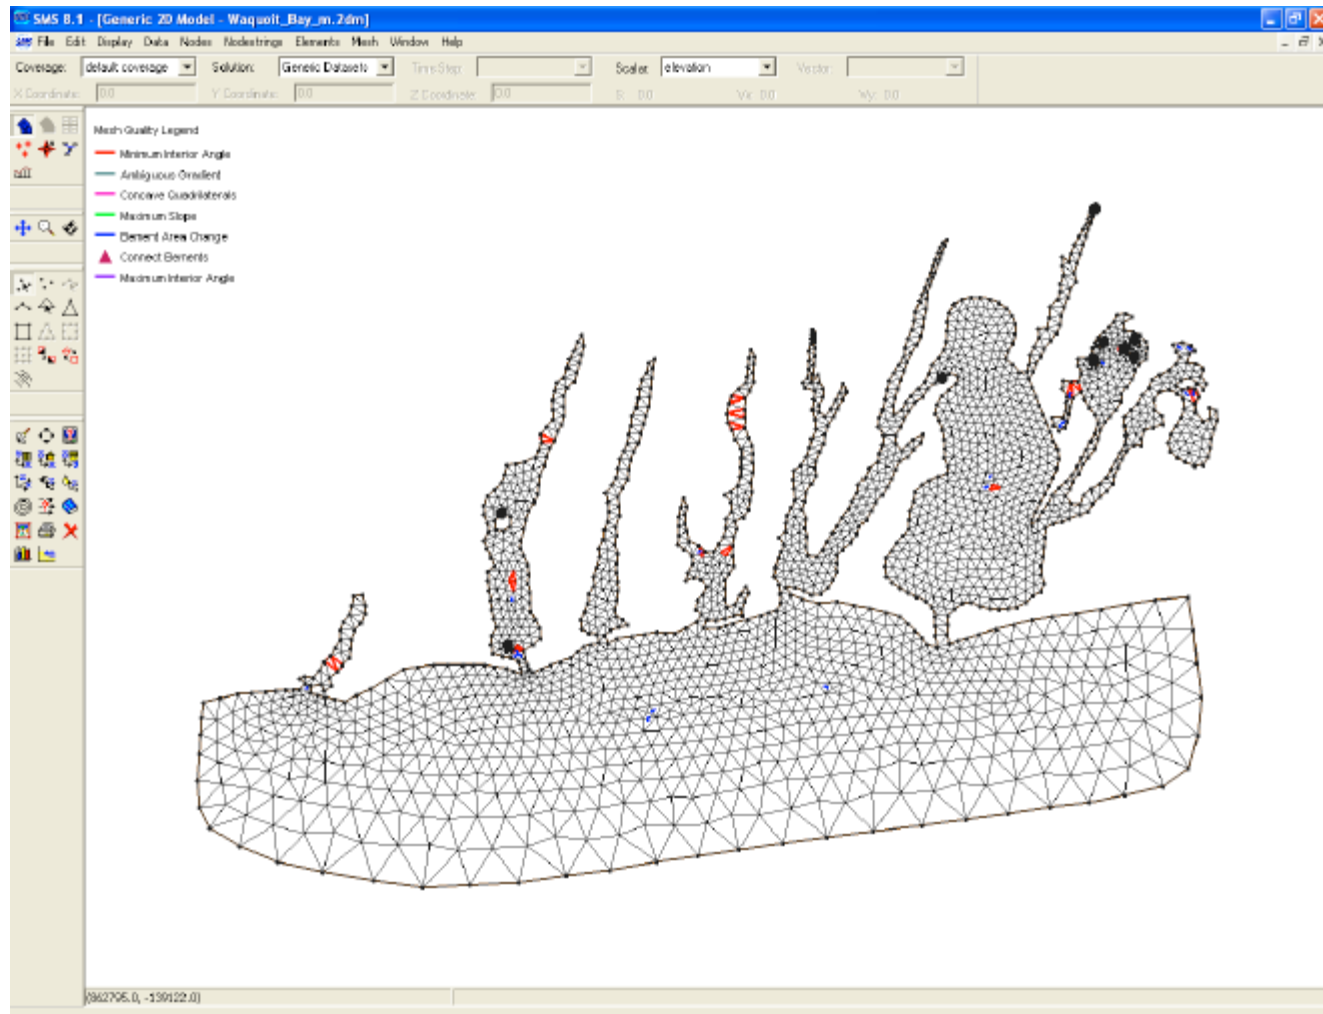 SMS 8.1 - [Generic 2D Model - Waquoit_Bay_m.2dm]
File Edit Display Data Nodes Nodestrings Elements Mesh Window Help
Coverage: default coverage Solution: Generic Datasets Time Step: Scalar: elevation Vector:
X Coordinate: 0.0 Y Coordinate: 0.0 Z Coordinate: 0.0 R: 0.0 Vx: 0.0 Vy: 0.0
Mesh Quality Legend
Minimum Interior Angle
Ambiguous Gradient
Concave Quadrilaterals
Maximum Slope
Element Area Change
Connect Elements
Maximum Interior Angle
(862795.0, -139122.0)